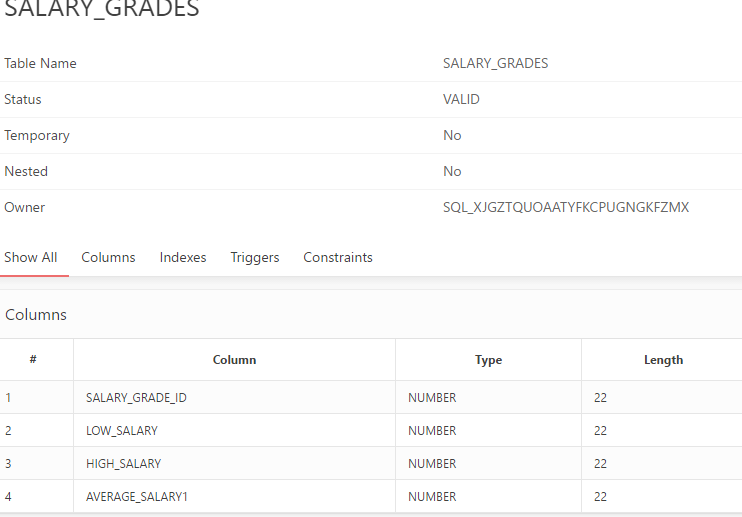 SALARY_GRADES
Table Name SALARY_GRADES
Status VALID
Temporary No
Nested No
Owner SQL_XJGZTQUOAATYFKCPUGNGKFZMX
Show All Columns Indexes Triggers Constraints
Columns
# Column Type Length
1 SALARY_GRADE_ID NUMBER 22
2 LOW_SALARY NUMBER 22
3 HIGH_SALARY NUMBER 22
4 AVERAGE_SALARY1 NUMBER 22